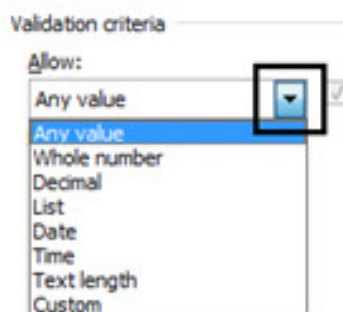 Validation criteria
Allow:
Any value
Any value
Whole number
Decimal
List
Date
Time
Text length
Custom